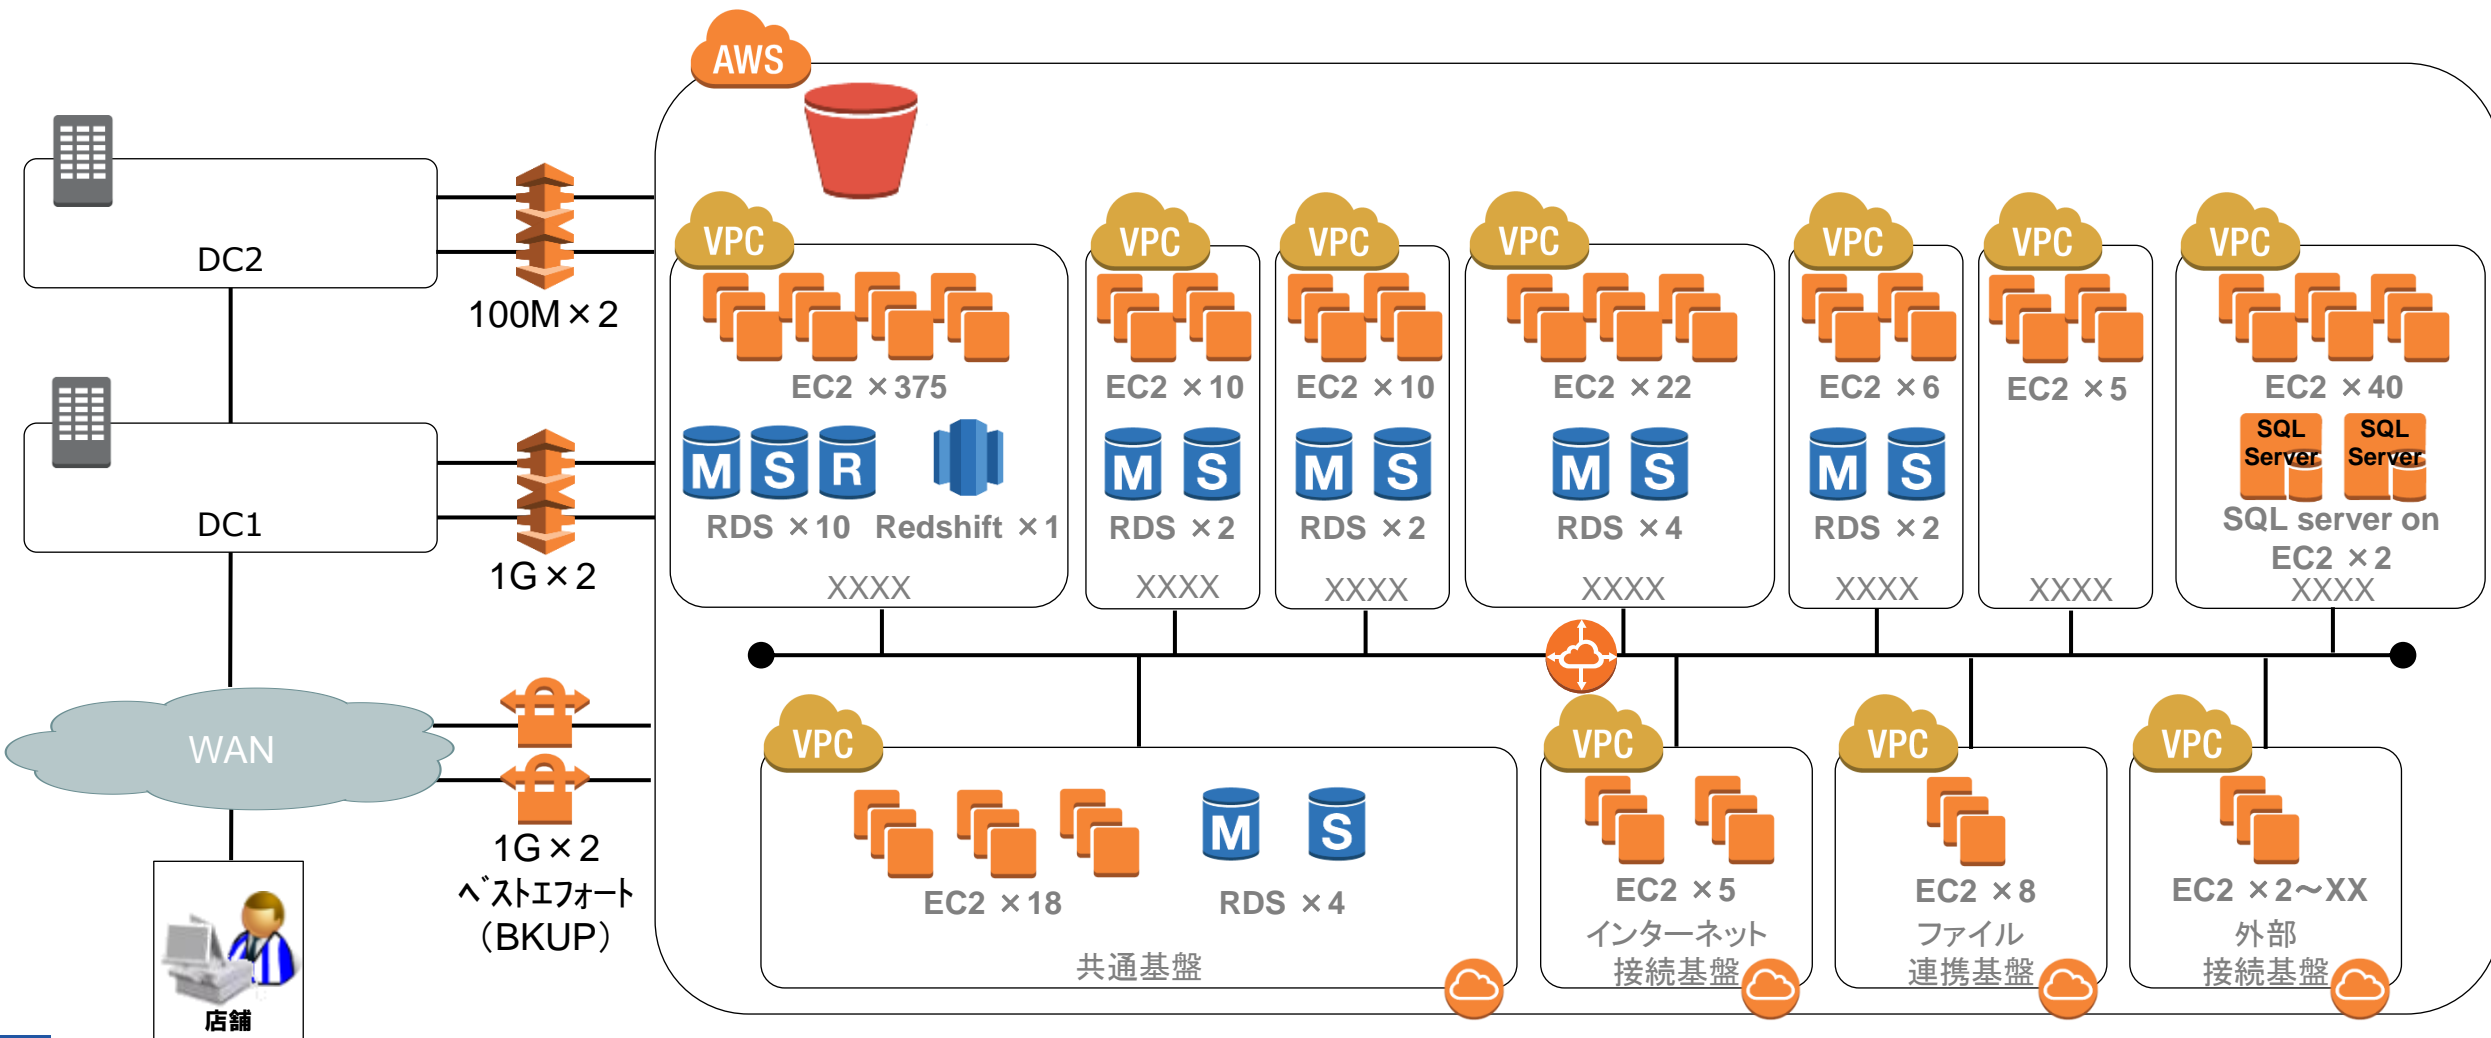 AWS
DC2
100M×2
DC1
1G×2
WAN
1G×2
ベストエフォート
（BKUP）
店舗
VPC
EC2 ×375
M S R
RDS ×10 Redshift ×1
XXXX
VPC
EC2 ×10
M S
RDS ×2
XXXX
VPC
EC2 ×10
M S
RDS ×2
XXXX
VPC
EC2 ×22
M S
RDS ×4
XXXX
VPC
EC2 ×6
M S
RDS ×2
XXXX
VPC
EC2 ×5
XXXX
VPC
EC2 ×40
SQL SQL
Server Server
SQL server on
EC2 ×2
XXXX
VPC
M S
EC2 ×18 RDS ×4
共通基盤
VPC
EC2 ×5
インターネット
接続基盤
VPC
EC2 ×8
ファイル
連携基盤
VPC
EC2 ×2～XX
外部
接続基盤